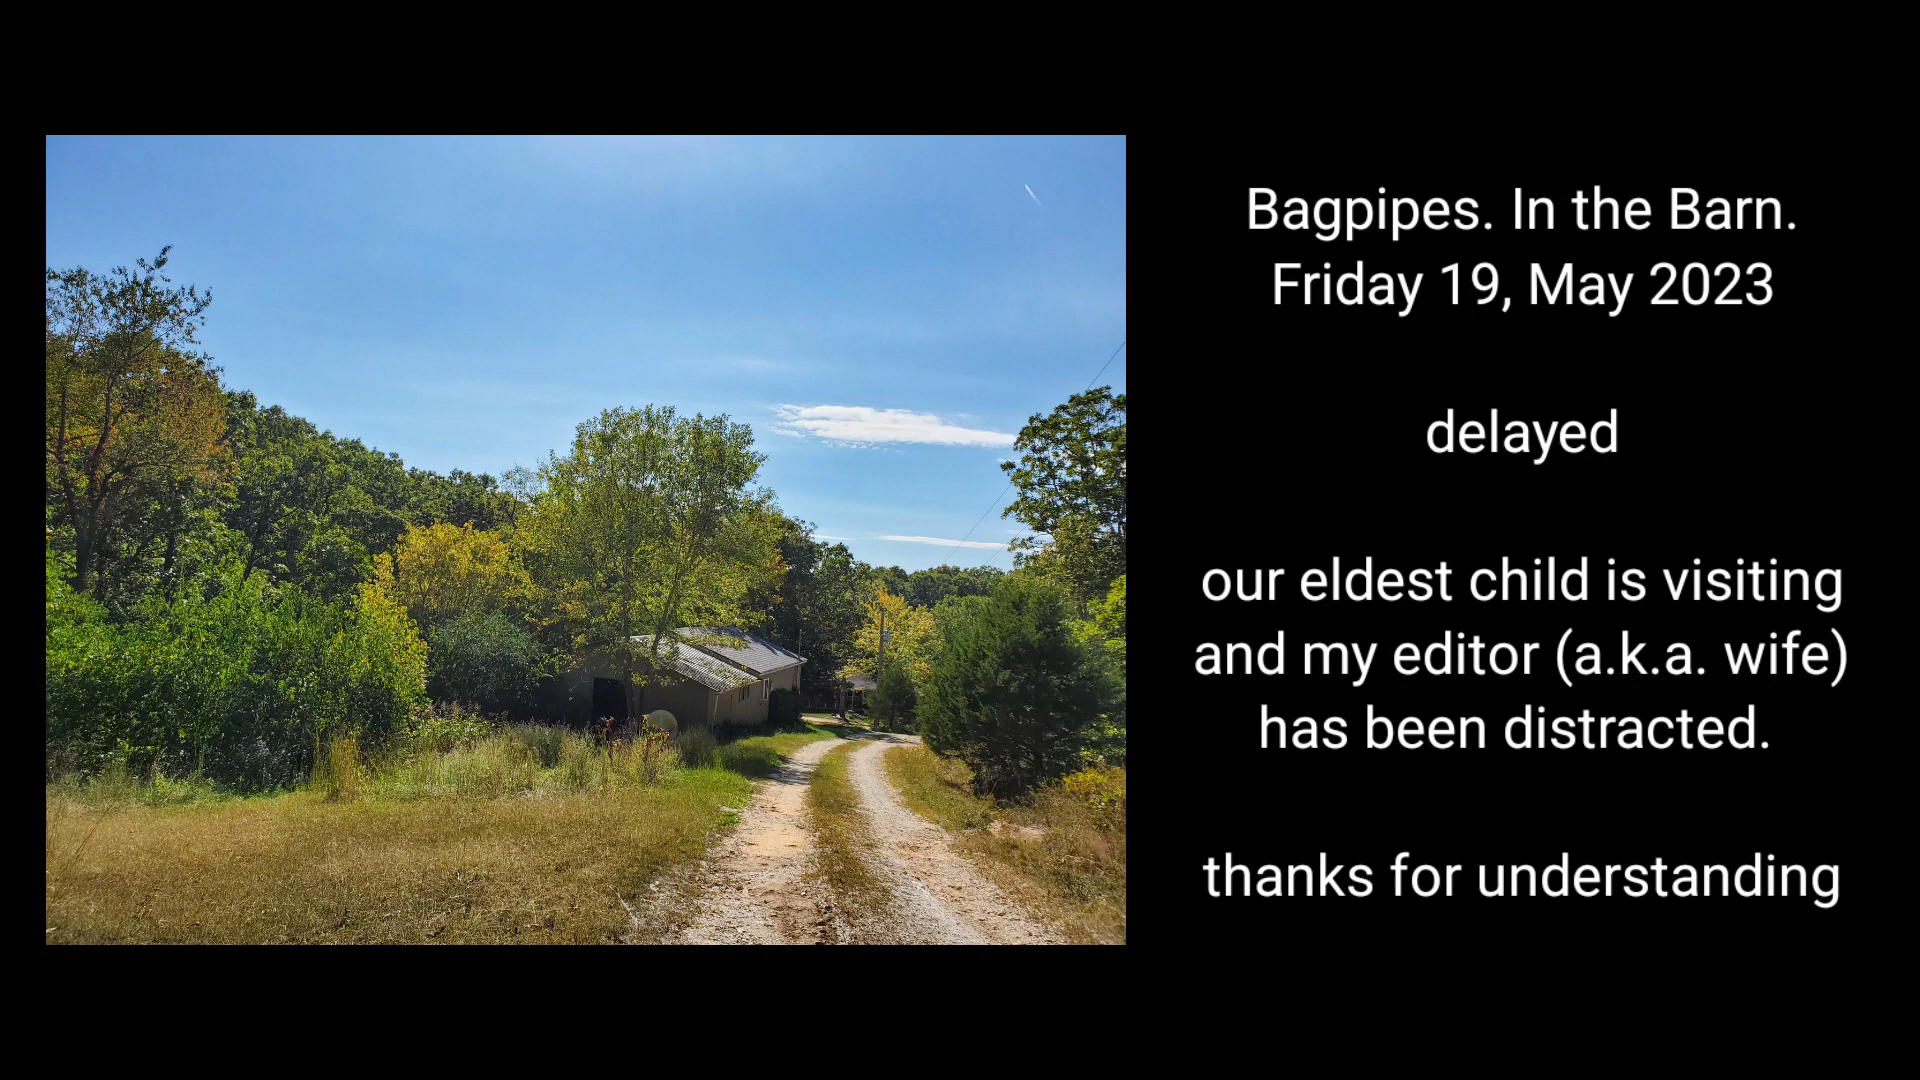 Bagpipes. In the Barn.
Friday 19, May 2023
delayed
our eldest child is visiting
and my editor (a.k.a. wife)
has been distracted.
thanks for understanding